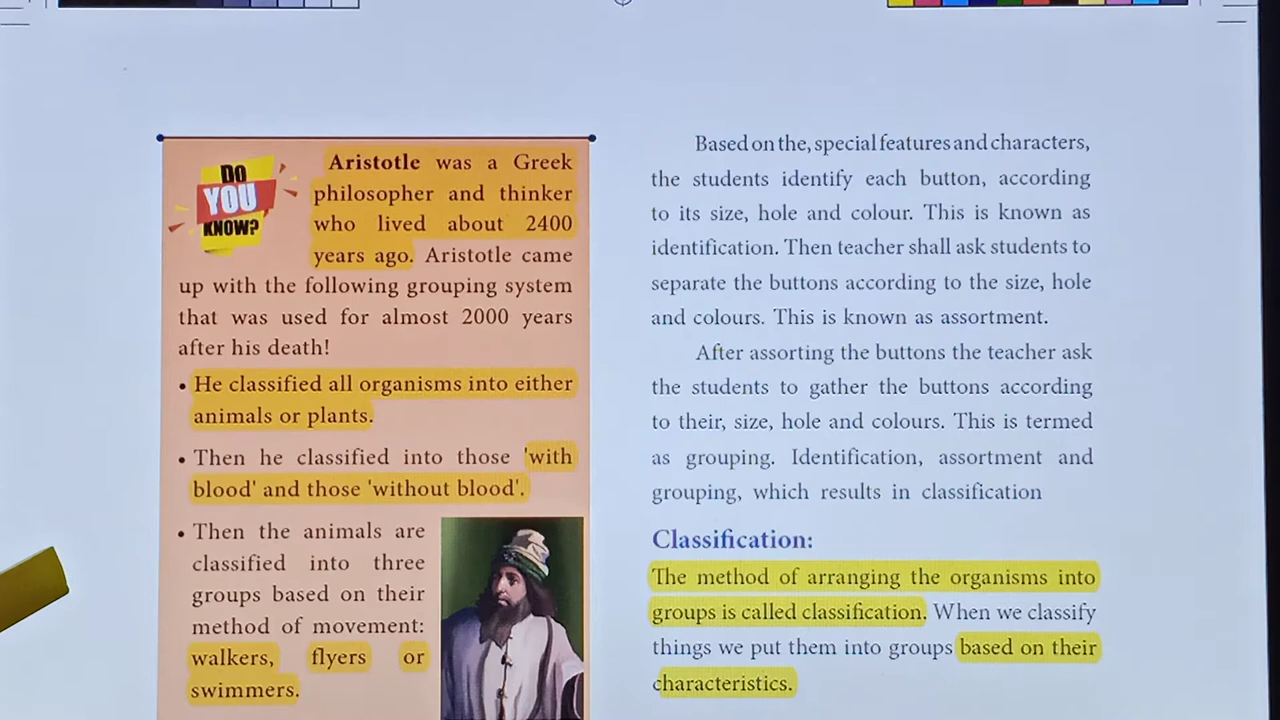 DO
YOU
KNOW?
Aristotle was a Greek
philosopher and thinker
who lived about 2400
years ago. Aristotle came
up with the following grouping system
that was used for almost 2000 years
after his death!
• He classified all organisms into either
animals or plants.
• Then he classified into those 'with
blood' and those 'without blood'.
• Then the animals are
classified into three
groups based on their
method of movement:
walkers, flyers or
swimmers.
Based on the, special features and characters,
the students identify each button, according
to its size, hole and colour. This is known as
identification. Then teacher shall ask students to
separate the buttons according to the size, hole
and colours. This is known as assortment.
After assorting the buttons the teacher ask
the students to gather the buttons according
to their, size, hole and colours. This is termed
as grouping. Identification, assortment and
grouping, which results in classification
Classification:
The method of arranging the organisms into
groups is called classification. When we classify
things we put them into groups based on their
characteristics.